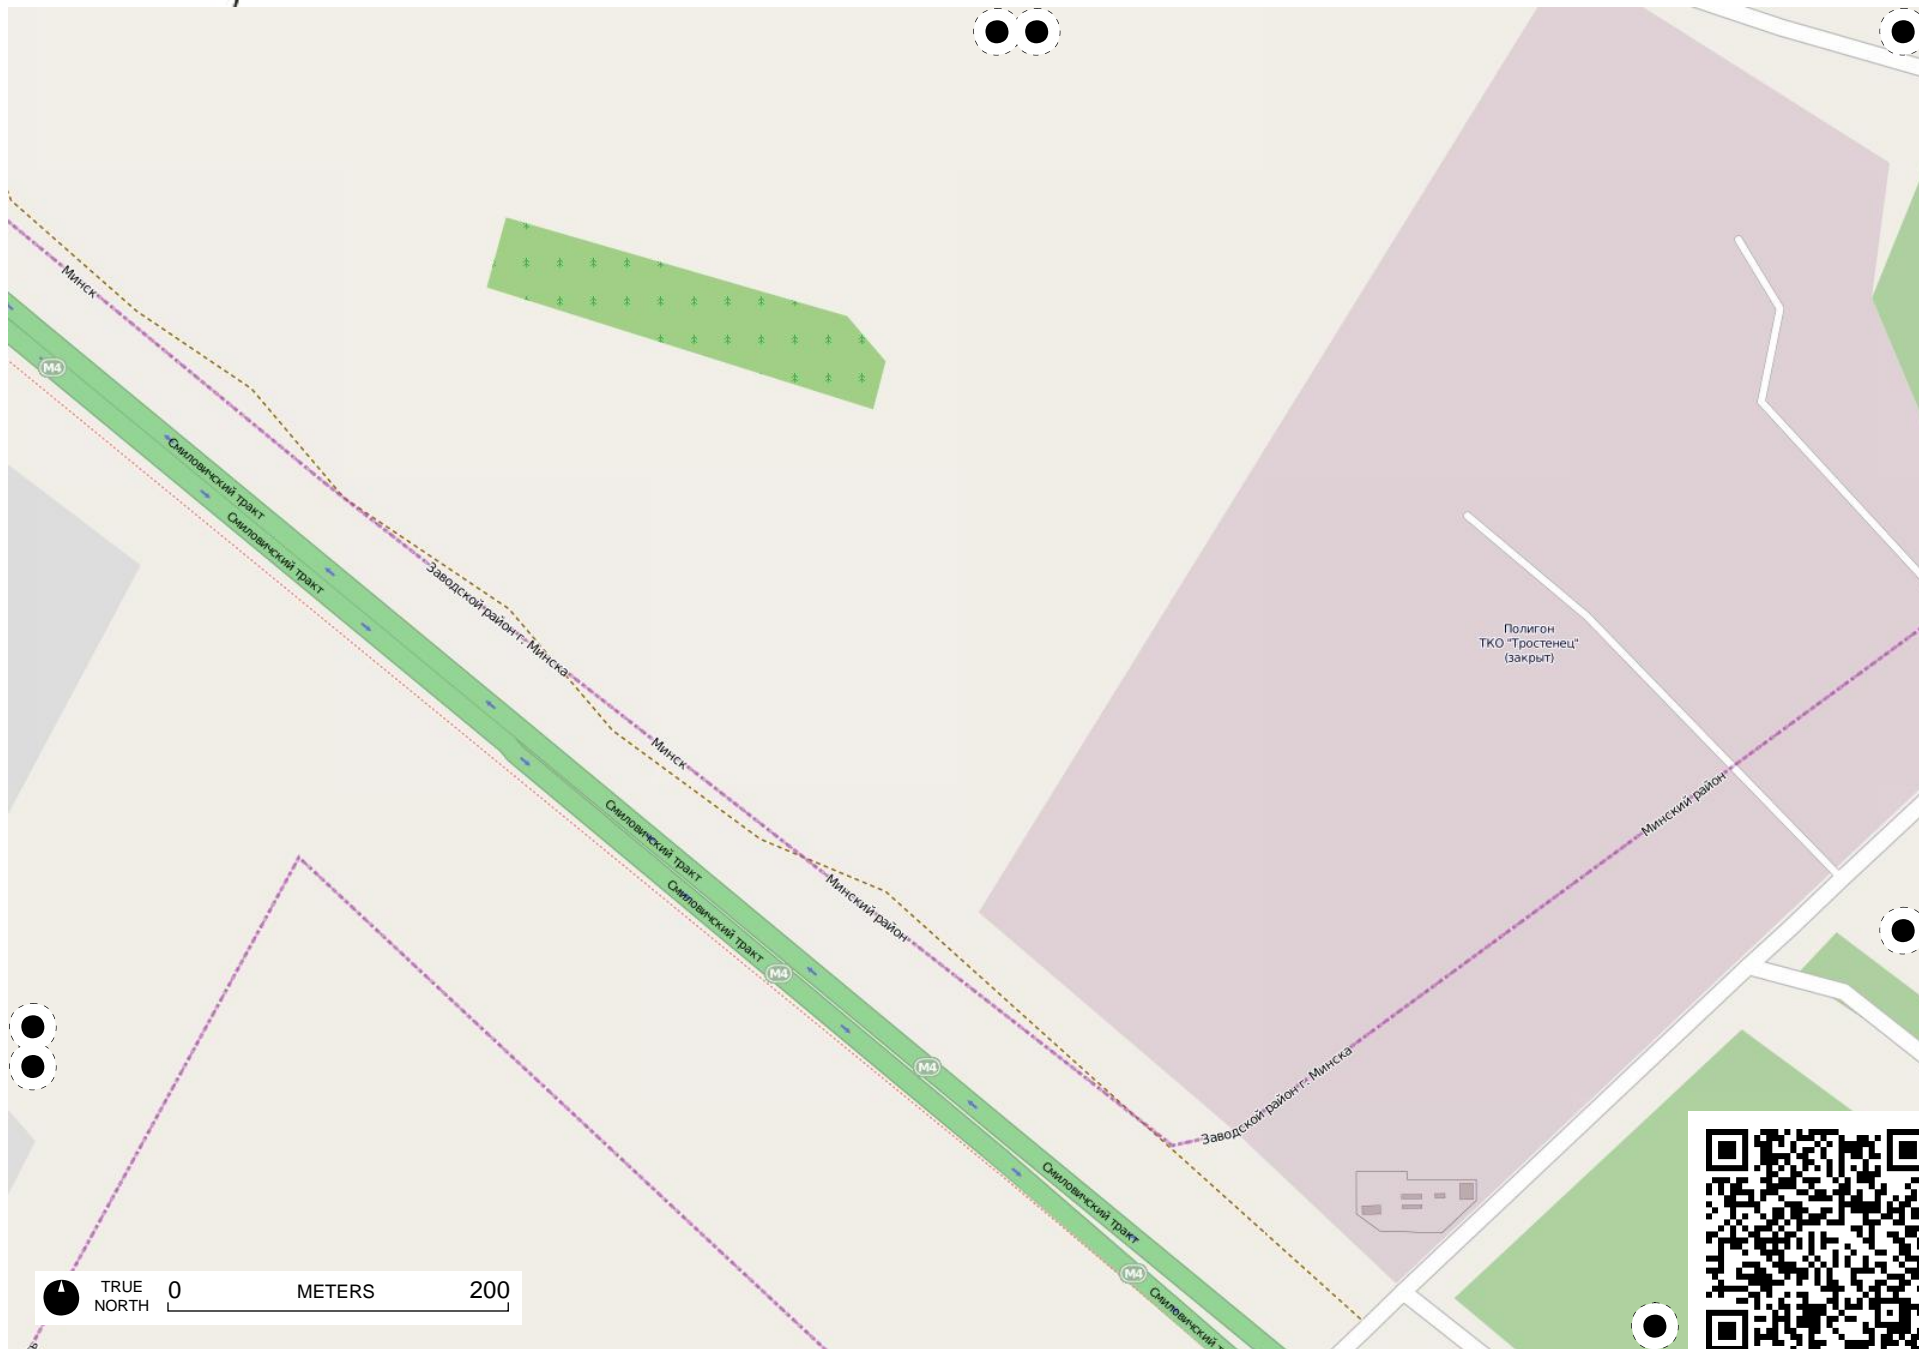 Минск
M4
Смиловичский тракт
Смиловичский тракт
Заводской район г. Минска
Полигон
ТКО "Тростенец"
(закрыт)
Минск
Минский район
Смиловичский тракт
Минский район
Смиловичский тракт
M4
M4
Заводской район г. Минска
Смиловичский тракт
M4
Смиловичский т
TRUE
NORTH
0 METERS 200